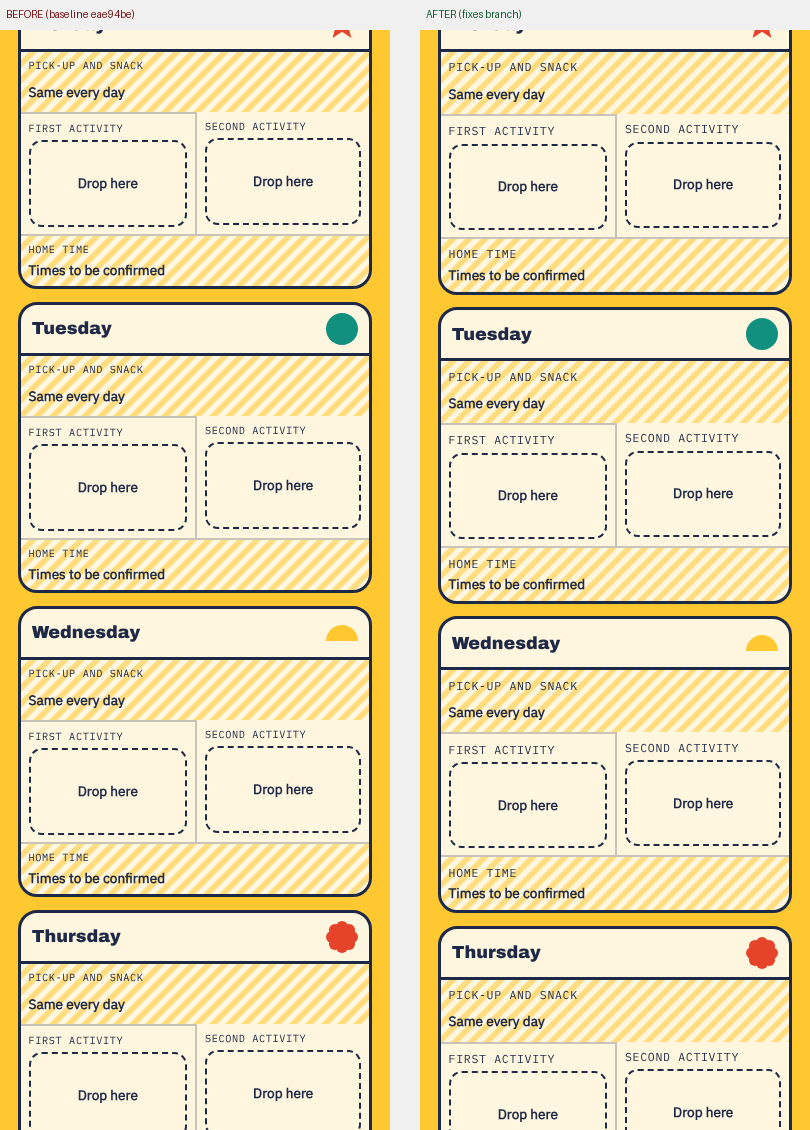 BEFORE (baseline eae94be)
PICK-UP AND SNACK
Same every day
FIRST ACTIVITY
SECOND ACTIVITY
Drop here
Drop here
HOME TIME
Times to be confirmed
Tuesday
PICK-UP AND SNACK
Same every day
FIRST ACTIVITY
SECOND ACTIVITY
Drop here
Drop here
HOME TIME
Times to be confirmed
Wednesday
PICK-UP AND SNACK
Same every day
FIRST ACTIVITY
SECOND ACTIVITY
Drop here
Drop here
HOME TIME
Times to be confirmed
Thursday
PICK-UP AND SNACK
Same every day
FIRST ACTIVITY
SECOND ACTIVITY
Drop here
Drop here
AFTER (fixes branch)
PICK-UP AND SNACK
Same every day
FIRST ACTIVITY
SECOND ACTIVITY
Drop here
Drop here
HOME TIME
Times to be confirmed
Tuesday
PICK-UP AND SNACK
Same every day
FIRST ACTIVITY
SECOND ACTIVITY
Drop here
Drop here
HOME TIME
Times to be confirmed
Wednesday
PICK-UP AND SNACK
Same every day
FIRST ACTIVITY
SECOND ACTIVITY
Drop here
Drop here
HOME TIME
Times to be confirmed
Thursday
PICK-UP AND SNACK
Same every day
FIRST ACTIVITY
SECOND ACTIVITY
Drop here
Drop here